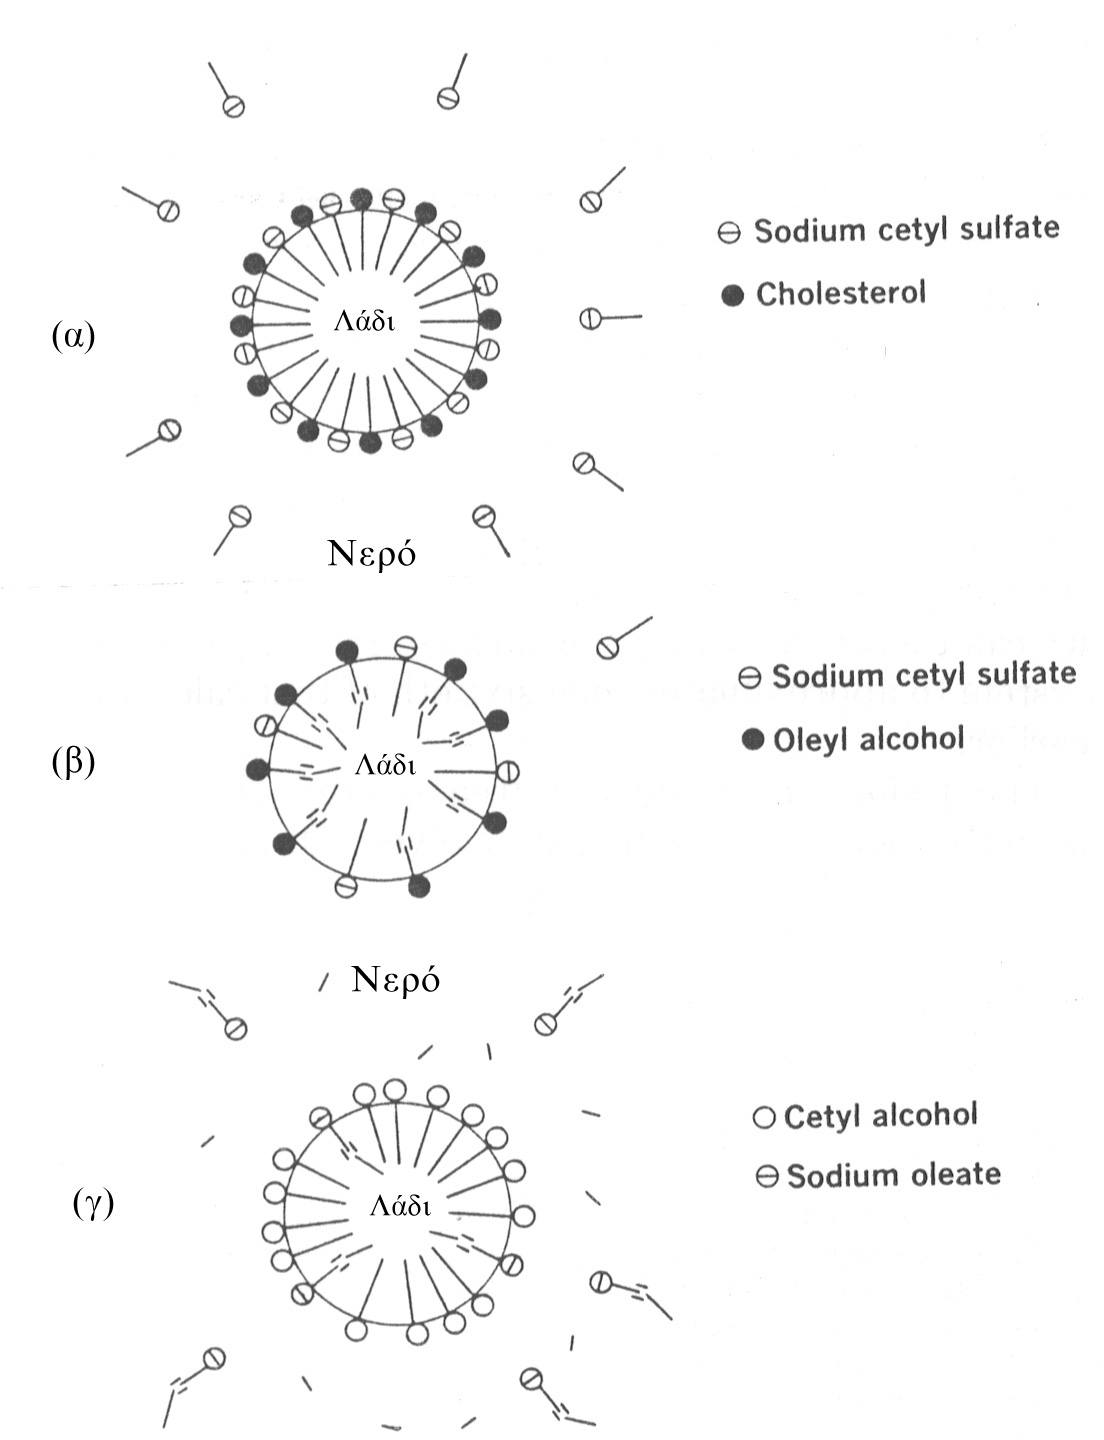 ⊖ Sodium cetyl sulfate
● Cholesterol
Λάδι
(α)
Νερό
⊖ Sodium cetyl sulfate
● Oleyl alcohol
(β)
Λάδι
Νερό
○ Cetyl alcohol
⊖ Sodium oleate
(γ)
Λάδι